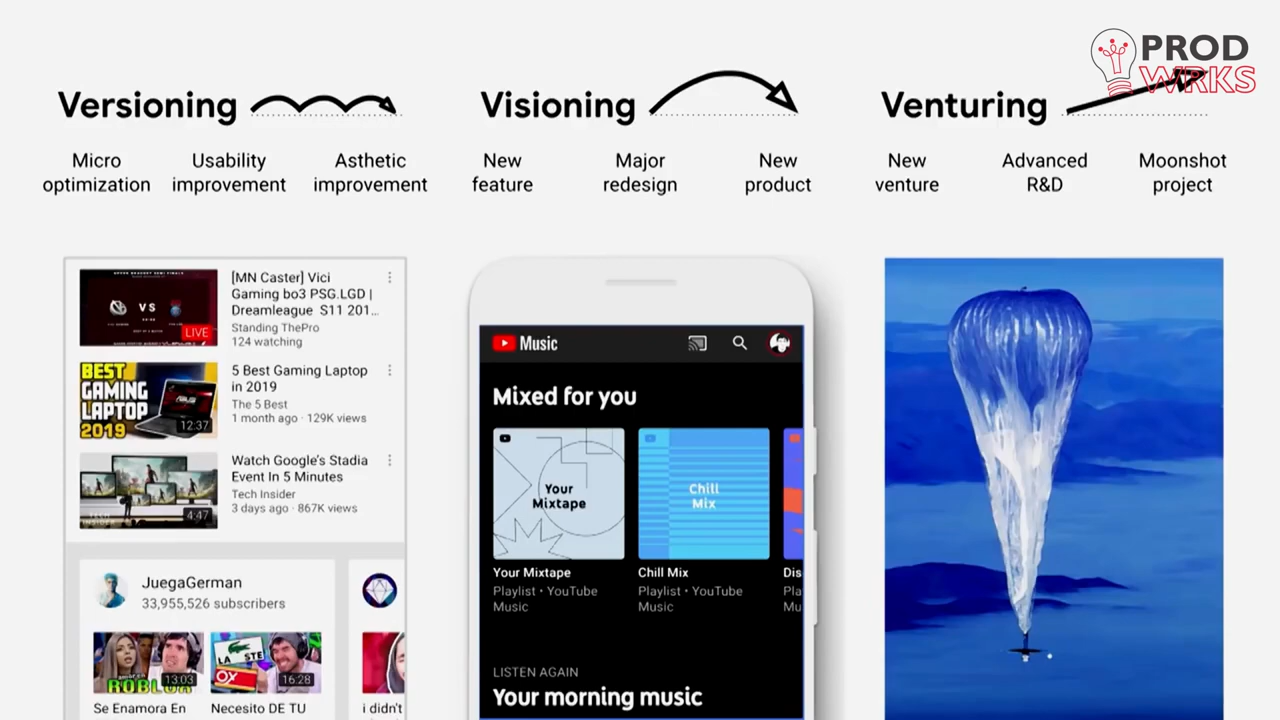 PROD
WRKS
Versioning
Visioning
Venturing
Micro
optimization
Usability
improvement
Asthetic
improvement
New
feature
Major
redesign
New
product
New
venture
Advanced
R&D
Moonshot
project
VS
LIVE
[MN Caster] Vici
Gaming bo3 PSG.LGD |
Dreamleague S11 201...
Standing ThePro
124 watching
BEST
GAMING
LAPTOP
2019
12:37
5 Best Gaming Laptop
in 2019
The 5 Best
1 month ago · 129K views
4:47
Watch Google's Stadia
Event In 5 Minutes
Tech Insider
3 days ago · 867K views
JuegaGerman
33,955,526 subscribers
13:03
16:28
Se Enamora En
Necesito DE TU
i didn't
Music
Mixed for you
Your
Mixtape
Chill
Mix
Your Mixtape
Playlist • YouTube
Music
Chill Mix
Playlist • YouTube
Music
Dis
Pla
Mu
LISTEN AGAIN
Your morning music